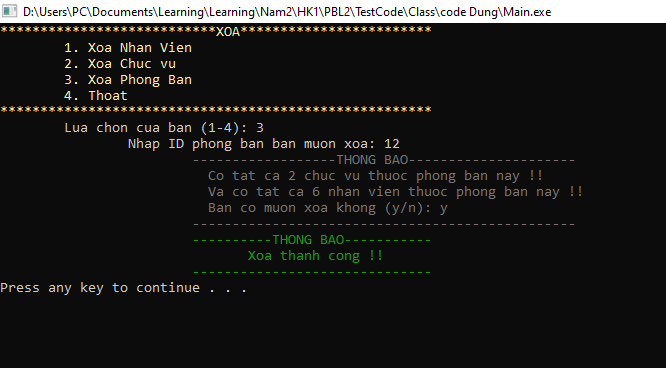 D:\Users\PC\Documents\Learning\Learning\Nam2\HK1\PBL2\TestCode\Class\code Dung\Main.exe
***************************XOA************************
1. Xoa Nhan Vien
2. Xoa Chuc vu
3. Xoa Phong Ban
4. Thoat
******************************************************
Lua chon cua ban (1-4): 3
Nhap ID phong ban ban muon xoa: 12
------------------THONG BAO---------------------
Co tat ca 2 chuc vu thuoc phong ban nay !!
Va co tat ca 6 nhan vien thuoc phong ban nay !!
Ban co muon xoa khong (y/n): y
------------------------------------------------
----------THONG BAO-----------
Xoa thanh cong !!
------------------------------
Press any key to continue . . .